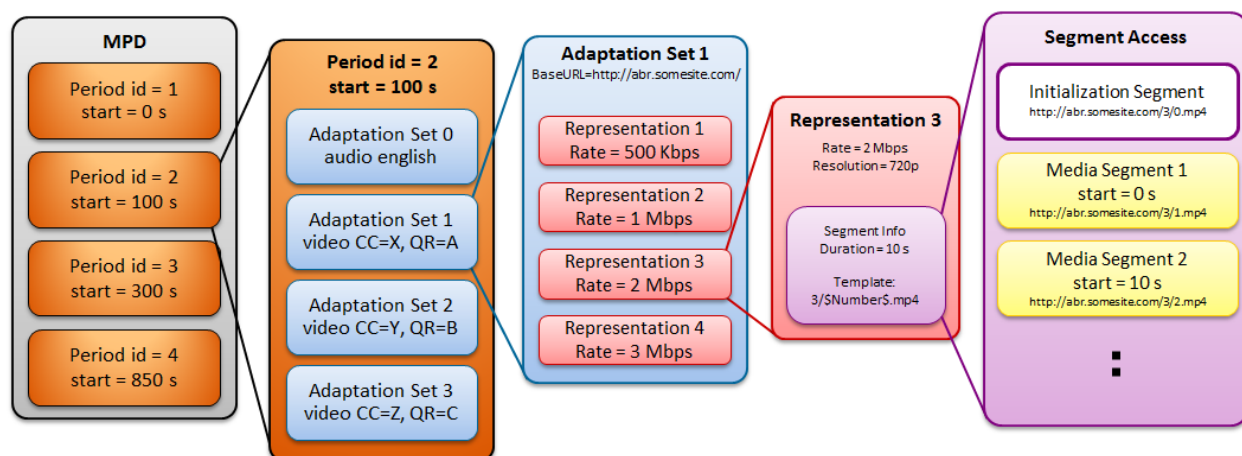 MPD
Period id = 1
start = 0 s
Period id = 2
start = 100 s
Period id = 3
start = 300 s
Period id = 4
start = 850 s
Period id = 2
start = 100 s
Adaptation Set 0
audio english
Adaptation Set 1
video CC=X, QR=A
Adaptation Set 2
video CC=Y, QR=B
Adaptation Set 3
video CC=Z, QR=C
Adaptation Set 1
BaseURL=http://abr.somesite.com/
Representation 1
Rate = 500 Kbps
Representation 2
Rate = 1 Mbps
Representation 3
Rate = 2 Mbps
Representation 4
Rate = 3 Mbps
Representation 3
Rate = 2 Mbps
Resolution = 720p
Segment Info
Duration = 10 s
Template:
3/$Number$.mp4
Segment Access
Initialization Segment
http://abr.somesite.com/3/0.mp4
Media Segment 1
start = 0 s
http://abr.somesite.com/3/1.mp4
Media Segment 2
start = 10 s
http://abr.somesite.com/3/2.mp4
: